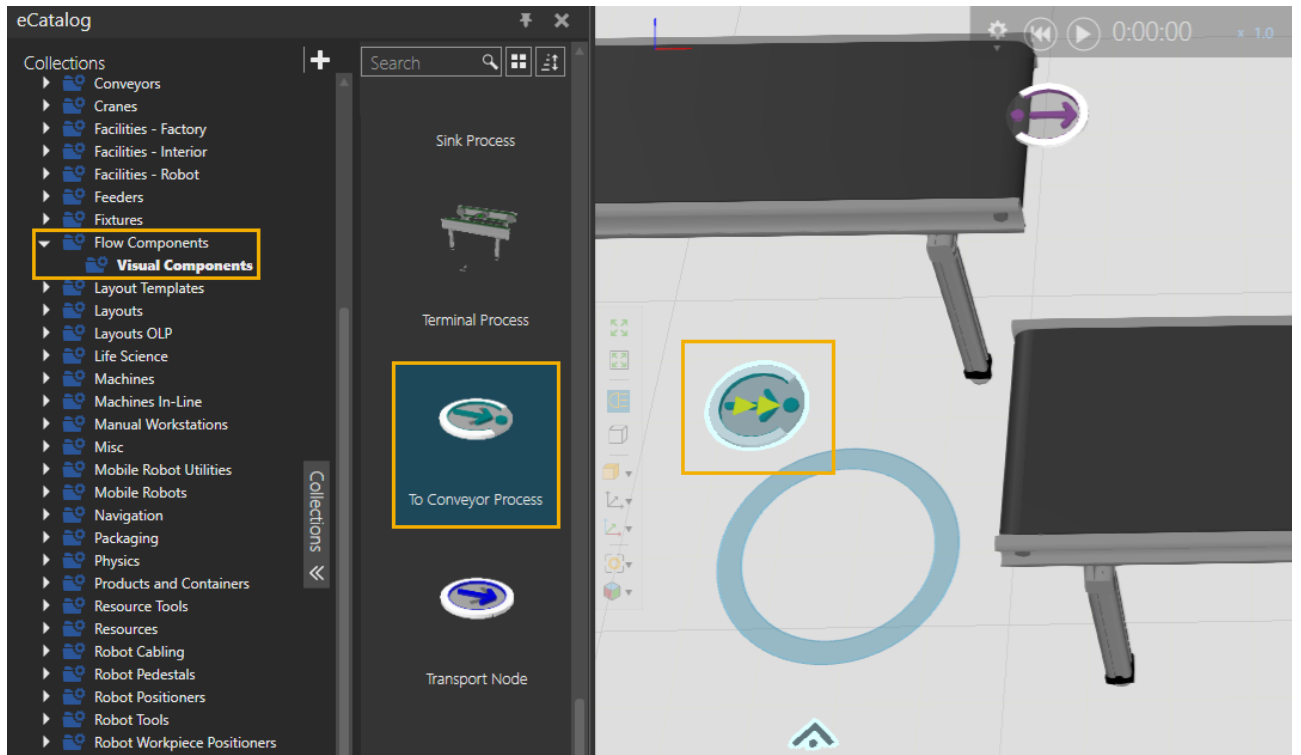 eCatalog
Collections
Conveyors
Cranes
Facilities - Factory
Facilities - Interior
Facilities - Robot
Feeders
Fixtures
Flow Components
Visual Components
Layout Templates
Layouts
Layouts OLP
Life Science
Machines
Machines In-Line
Manual Workstations
Misc
Mobile Robot Utilities
Mobile Robots
Navigation
Packaging
Physics
Products and Containers
Resource Tools
Resources
Robot Cabling
Robot Pedestals
Robot Positioners
Robot Tools
Robot Workpiece Positioners
Collections
Search
Sink Process
Terminal Process
To Conveyor Process
Transport Node
0:00:00
x 1.0